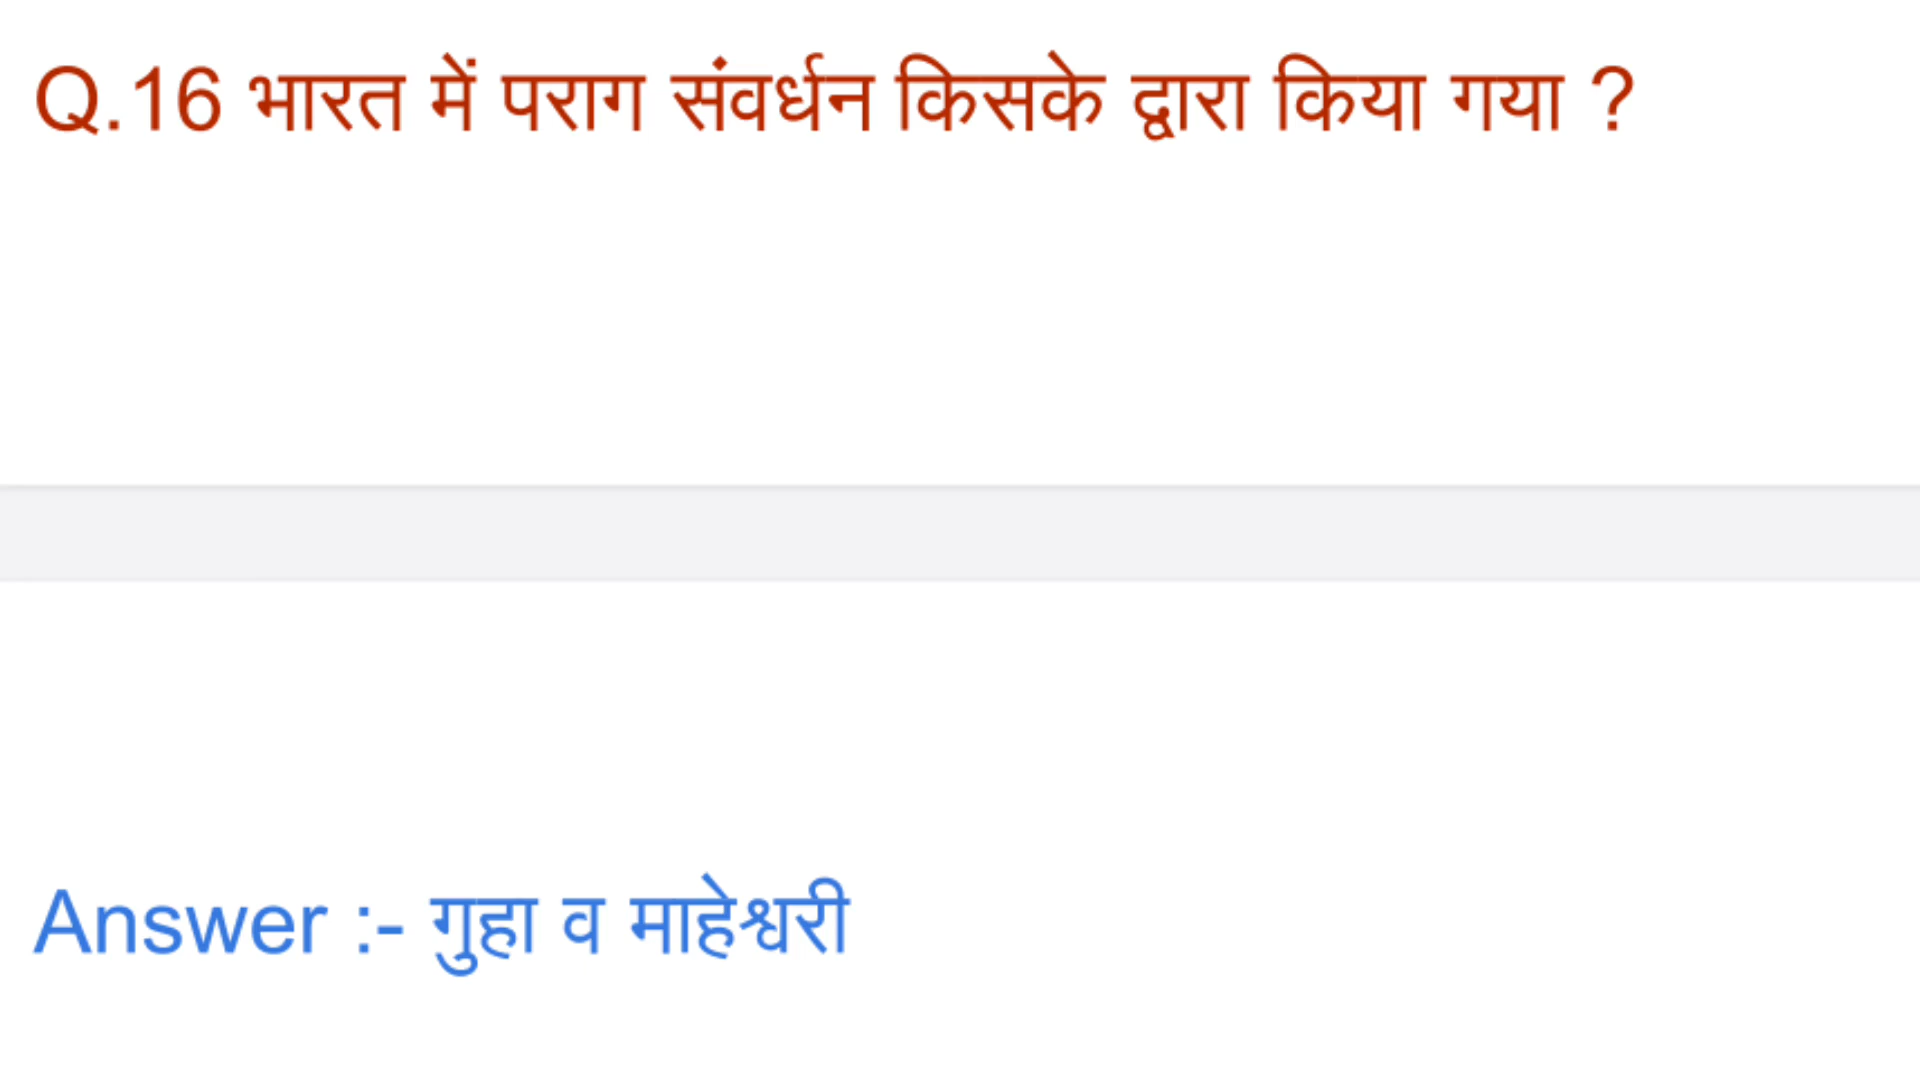 Q.16 भारत में पराग संवर्धन किसके द्वारा किया गया ?
Answer :- गुहा व माहेश्वरी